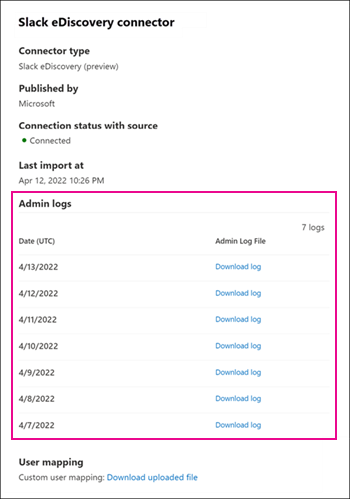 Slack eDiscovery connector
Connector type
Slack eDiscovery (preview)
Published by
Microsoft
Connection status with source
Connected
Last import at
Apr 12, 2022 10:26 PM
Admin logs
7 logs
Date (UTC) Admin Log File
4/13/2022 Download log
4/12/2022 Download log
4/11/2022 Download log
4/10/2022 Download log
4/9/2022 Download log
4/8/2022 Download log
4/7/2022 Download log
User mapping
Custom user mapping: Download uploaded file